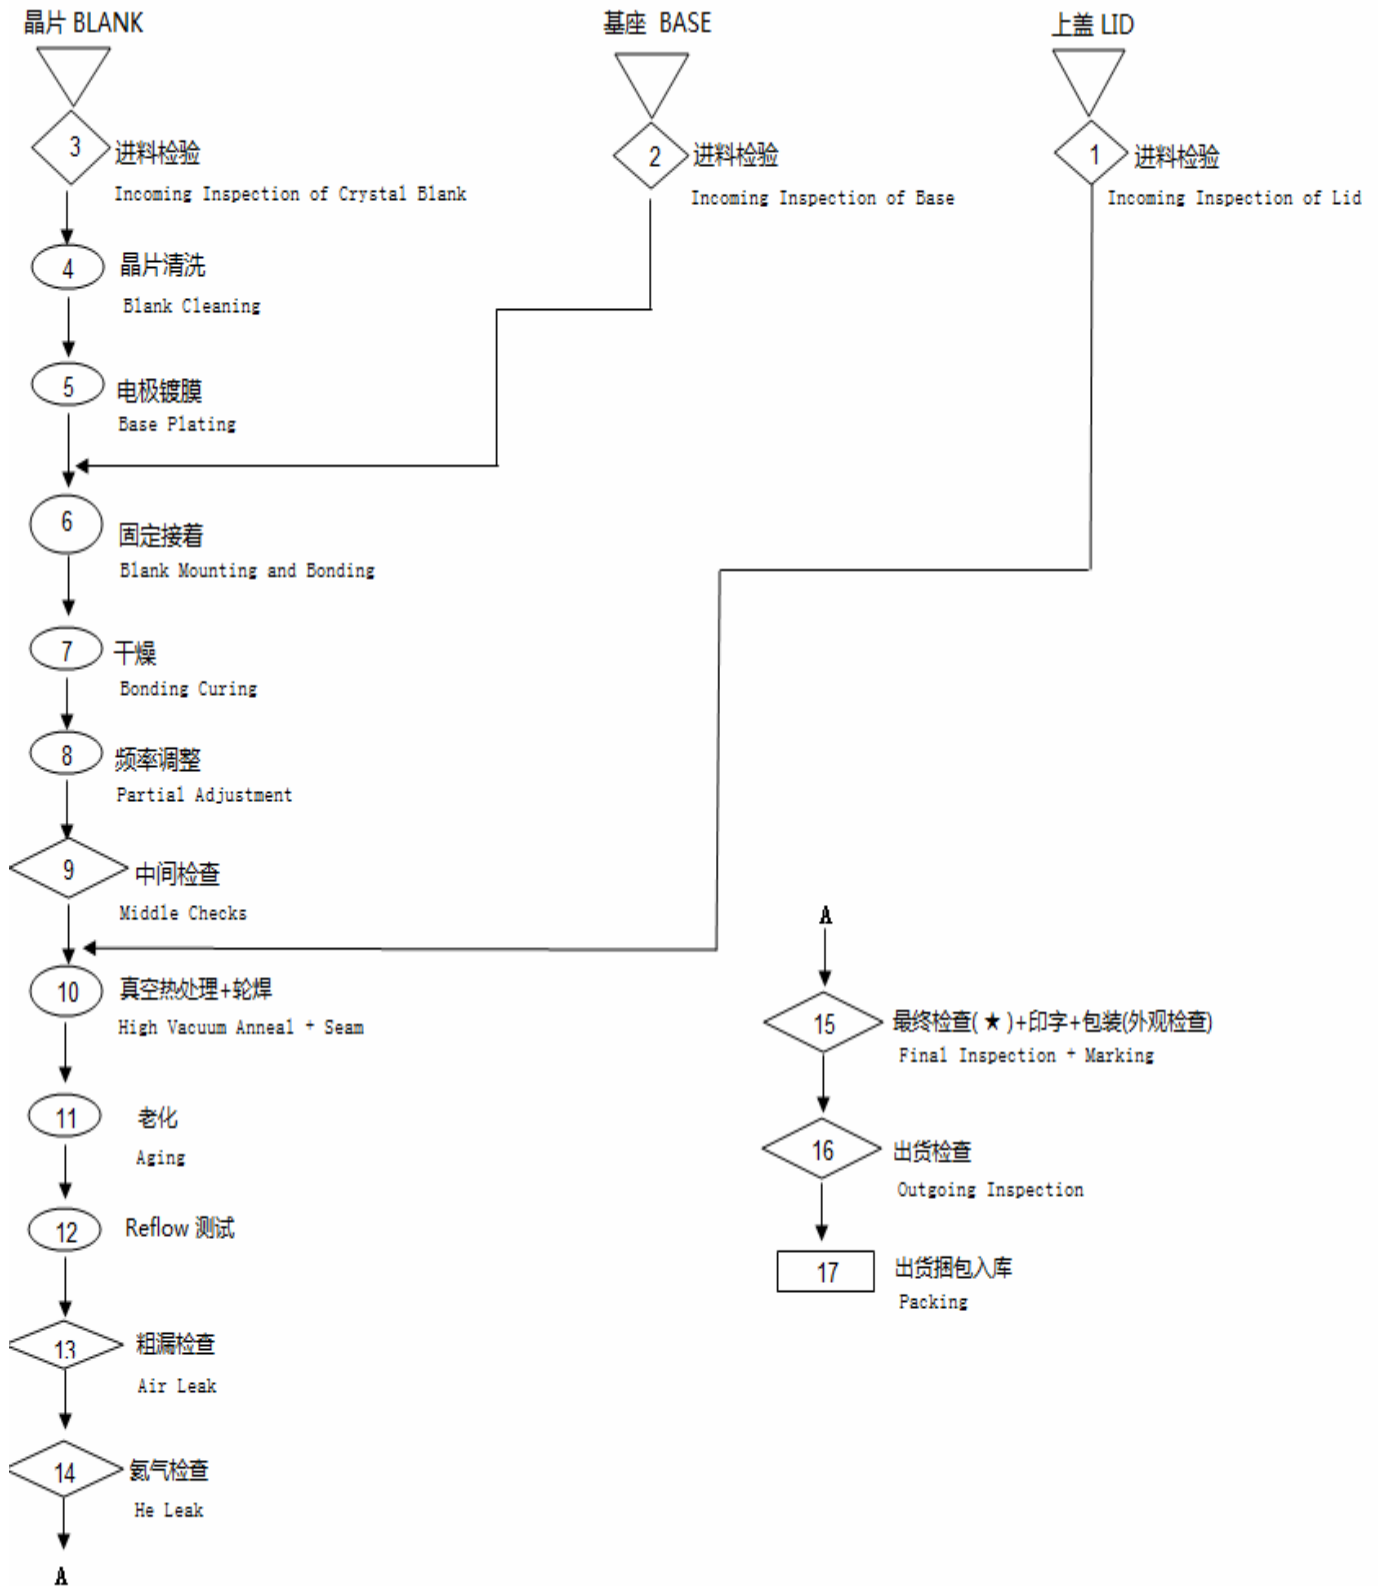 晶片 BLANK
基座 BASE
上盖 LID
3
进料检验
Incoming Inspection of Crystal Blank
2
进料检验
Incoming Inspection of Base
1
进料检验
Incoming Inspection of Lid
4
晶片清洗
Blank Cleaning
5
电极镀膜
Base Plating
6
固定接着
Blank Mounting and Bonding
7
干燥
Bonding Curing
8
频率调整
Partial Adjustment
9
中间检查
Middle Checks
10
真空热处理+轮焊
High Vacuum Anneal + Seam
11
老化
Aging
12
Reflow 测试
13
粗漏检查
Air Leak
14
氦气检查
He Leak
A
A
15
最终检查(★)+印字+包装(外观检查)
Final Inspection + Marking
16
出货检查
Outgoing Inspection
17
出货捆包入库
Packing